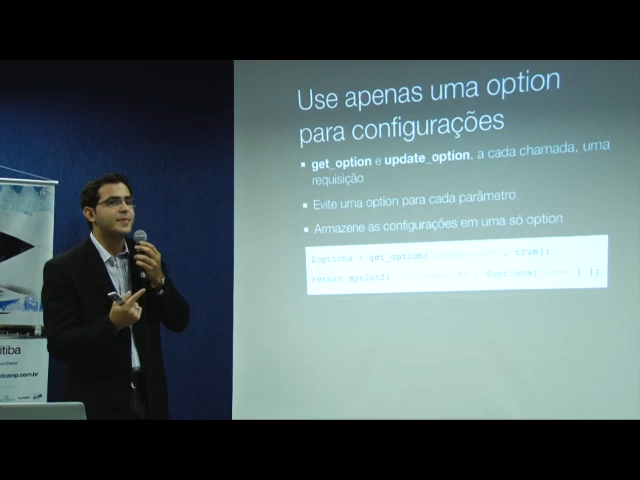 Use apenas uma option
para configurações
get_option e update_option, a cada chamada, uma
requisição
Evite uma option para cada parâmetro
Armazene as configurações em uma só option
$options = get_option( , true);
return sprintf( , $options[ ] );
itiba